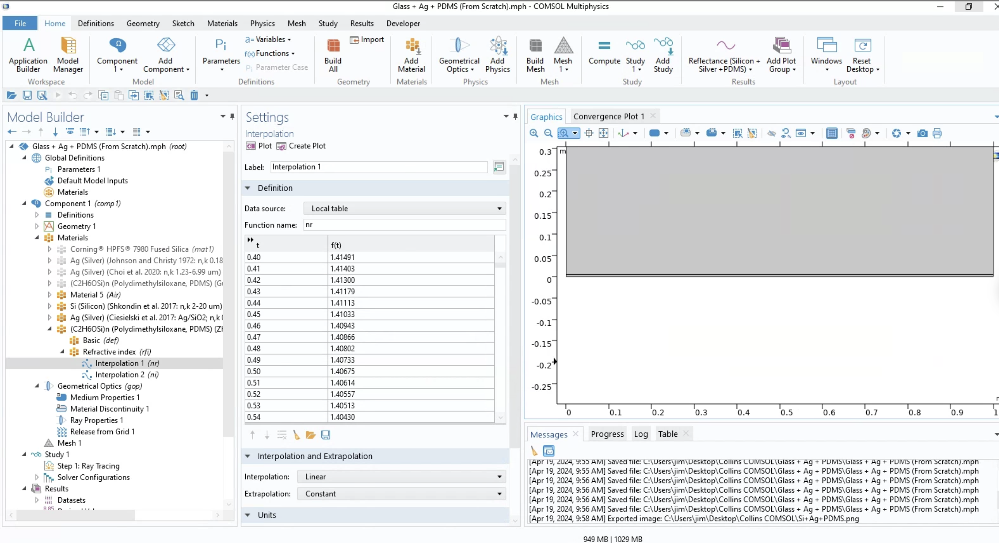 Glass + Ag + PDMS (From Scratch).mph - COMSOL Multiphysics
File Home Definitions Geometry Sketch Materials Physics Mesh Study Results Developer
Application Builder
Model Manager
Workspace
Component 1
Add Component
Model
Parameters
a= Variables
f(x) Functions
Pi Parameter Case
Definitions
Build All
Import
Geometry
Add Material
Materials
Geometrical Optics
Add Physics
Physics
Build Mesh
Mesh 1
Mesh
Compute
Study 1
Add Study
Study
Reflectance (Silicon + Silver +PDMS)
Add Plot Group
Results
Windows
Reset Desktop
Layout
Model Builder
Glass + Ag + PDMS (From Scratch).mph (root)
Global Definitions
Pi Parameters 1
Default Model Inputs
Materials
Component 1 (comp1)
Definitions
Geometry 1
Materials
Corning® HPFS® 7980 Fused Silica (mat1)
Ag (Silver) (Johnson and Christy 1972: n,k 0.18
Ag (Silver) (Choi et al. 2020: n,k 1.23-6.99 um)
(C2H6OSi)n (Polydimethylsiloxane, PDMS)
Material 5 (Air)
Si (Silicon) (Shkondin et al. 2017: n,k 2-20 um)
Ag (Silver) (Ciesielski et al. 2017: Ag/SiO2; n,k
(C2H6OSi)n (Polydimethylsiloxane, PDMS)
Basic (def)
Refractive index (rfi)
Interpolation 1 (nr)
Interpolation 2 (ni)
Geometrical Optics (gop)
Medium Properties 1
Material Discontinuity 1
Ray Properties 1
Release from Grid 1
Mesh 1
Study 1
Step 1: Ray Tracing
Solver Configurations
Results
Datasets
Settings
Interpolation
Plot Create Plot
Label: Interpolation 1
Definition
Data source: Local table
Function name: nr
t f(t)
0.40 1.41491
0.41 1.41403
0.42 1.41300
0.43 1.41179
0.44 1.41113
0.45 1.41033
0.46 1.40943
0.47 1.40866
0.48 1.40802
0.49 1.40733
0.50 1.40675
0.51 1.40614
0.52 1.40557
0.53 1.40513
0.54 1.40430
Interpolation and Extrapolation
Interpolation: Linear
Extrapolation: Constant
Units
Graphics Convergence Plot 1
m
0.3
0.25
0.2
0.15
0.1
0.05
0
-0.05
-0.1
-0.15
-0.2
-0.25
0 0.1 0.2 0.3 0.4 0.5 0.6 0.7 0.8 0.9 1
Messages Progress Log Table
[Apr 19, 2024, 9:55 AM] Saved file: C:\Users\jim\Desktop\Collins COMSOL\Glass + Ag + PDMS\Glass + Ag + PDMS (From Scratch).mph
[Apr 19, 2024, 9:55 AM] Saved file: C:\Users\jim\Desktop\Collins COMSOL\Glass + Ag + PDMS\Glass + Ag + PDMS (From Scratch).mph
[Apr 19, 2024, 9:56 AM] Saved file: C:\Users\jim\Desktop\Collins COMSOL\Glass + Ag + PDMS\Glass + Ag + PDMS (From Scratch).mph
[Apr 19, 2024, 9:56 AM] Saved file: C:\Users\jim\Desktop\Collins COMSOL\Glass + Ag + PDMS\Glass + Ag + PDMS (From Scratch).mph
[Apr 19, 2024, 9:56 AM] Saved file: C:\Users\jim\Desktop\Collins COMSOL\Glass + Ag + PDMS\Glass + Ag + PDMS (From Scratch).mph
[Apr 19, 2024, 9:56 AM] Saved file: C:\Users\jim\Desktop\Collins COMSOL\Glass + Ag + PDMS\Glass + Ag + PDMS (From Scratch).mph
[Apr 19, 2024, 9:58 AM] Exported image: C:\Users\jim\Desktop\Collins COMSOL\Si+Ag+PDMS.png
949 MB | 1029 MB